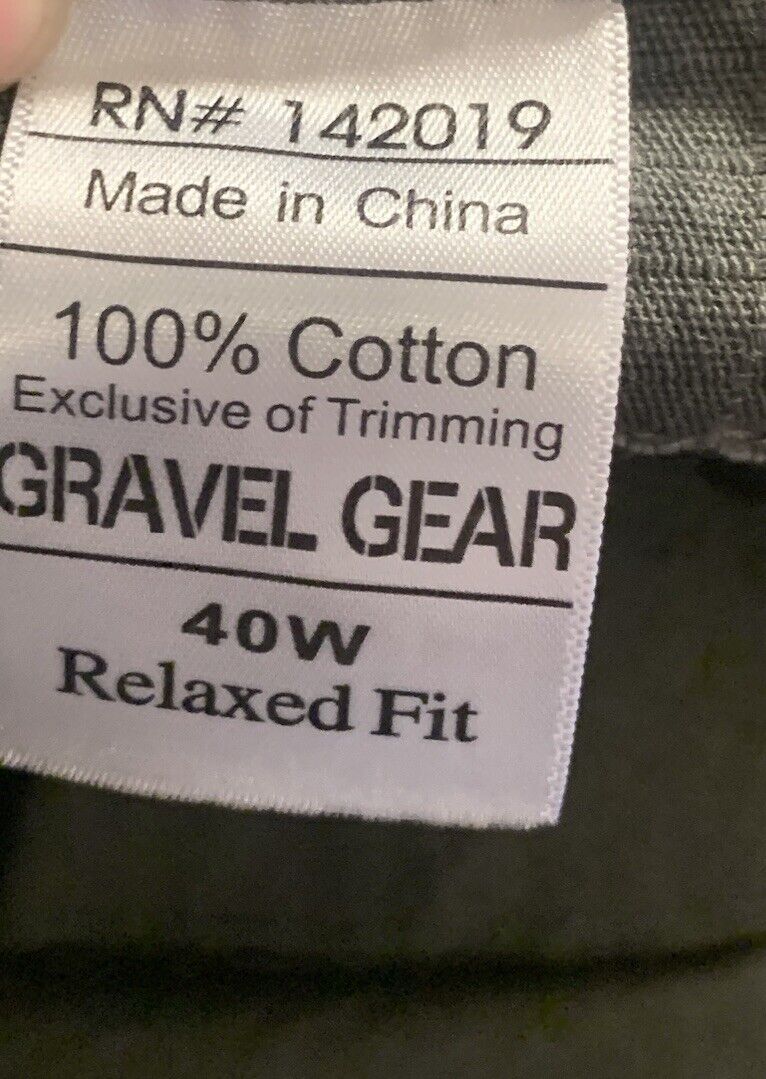 RN# 142019
Made in China
100% Cotton
Exclusive of Trimming
GRAVEL GEAR
40W
Relaxed Fit